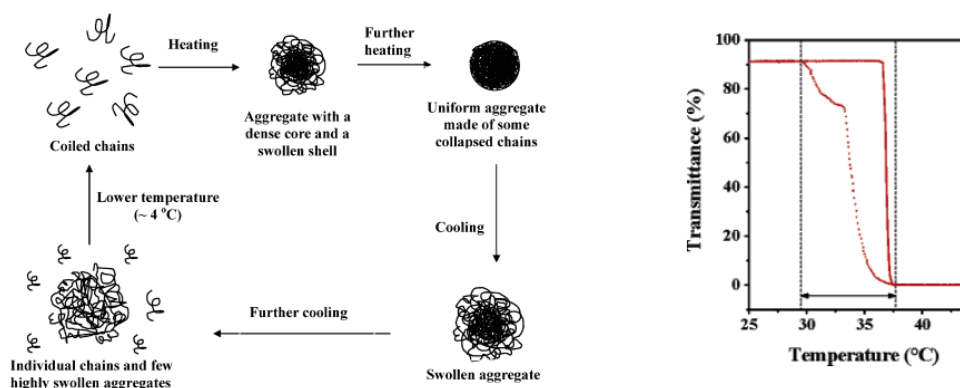 Heating
Further
heating
Coiled chains
Aggregate with a
dense core and a
swollen shell
Uniform aggregate
made of some
collapsed chains
Lower temperature
(~ 4 °C)
Cooling
Further cooling
Individual chains and few
highly swollen aggregates
Swollen aggregate
100
80
60
40
20
0
Transmittance (%)
25
30
35
40
Temperature (°C)